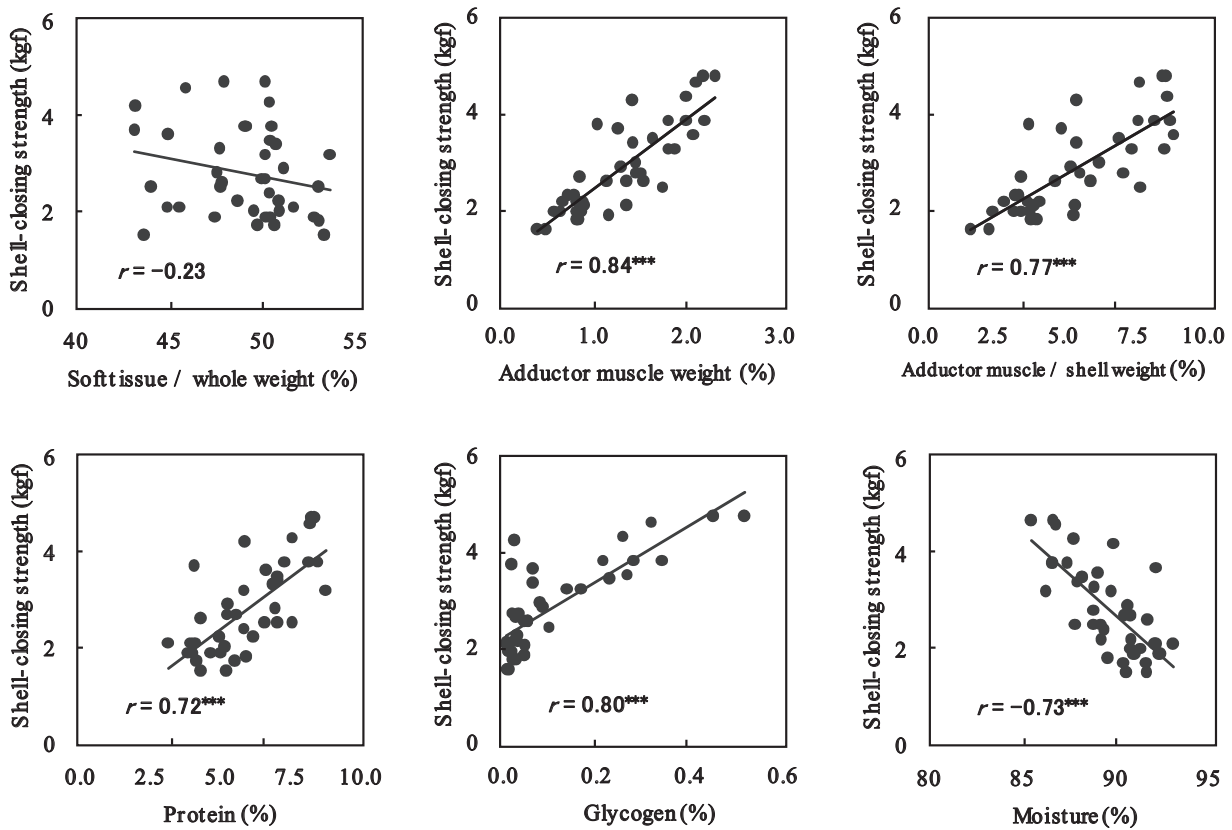 Shell-closing strength (kgf)
6
4
2
0
r = −0.23
40 45 50 55
Soft tissue / whole weight (%)
Shell-closing strength (kgf)
6
4
2
0
r = 0.84***
0.0 1.0 2.0 3.0
Adductor muscle weight (%)
Shell-closing strength (kgf)
6
4
2
0
r = 0.77***
0.0 2.5 5.0 7.5 10.0
Adductor muscle / shell weight (%)
Shell-closing strength (kgf)
6
4
2
0
r = 0.72***
0.0 2.5 5.0 7.5 10.0
Protein (%)
Shell-closing strength (kgf)
6
4
2
0
r = 0.80***
0.0 0.2 0.4 0.6
Glycogen (%)
Shell-closing strength (kgf)
6
4
2
0
r = −0.73***
80 85 90 95
Moisture (%)